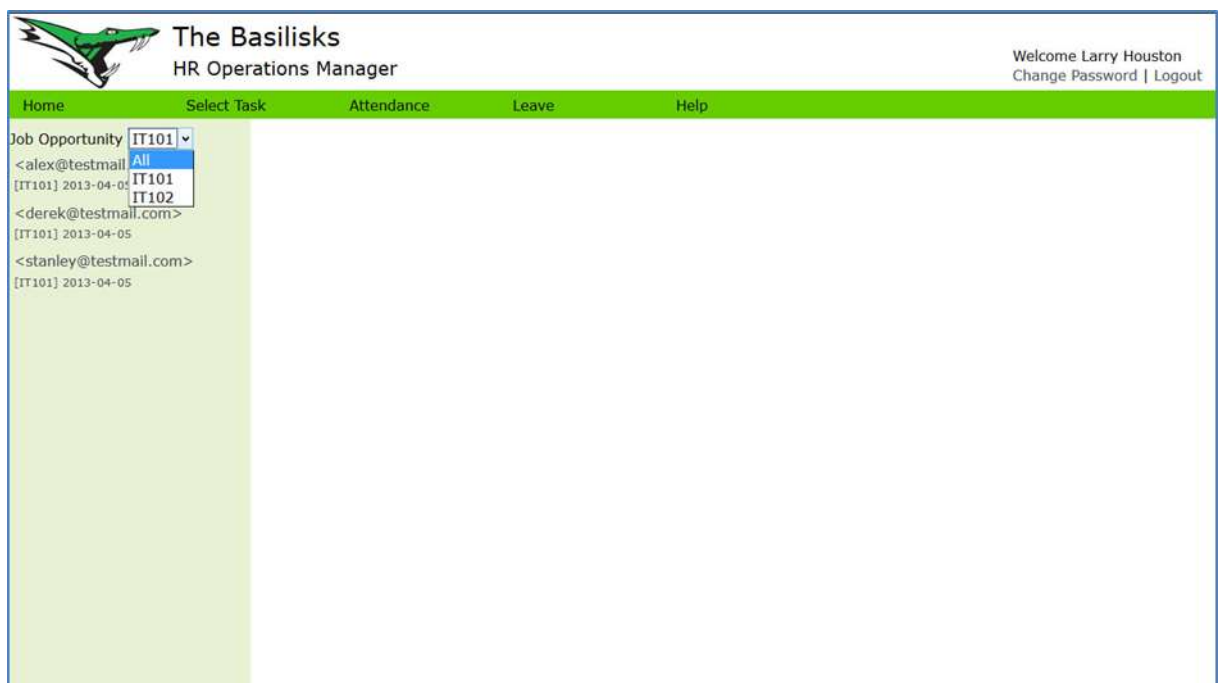 The Basilisks
HR Operations Manager
Welcome Larry Houston
Change Password | Logout
Home Select Task Attendance Leave Help
Job Opportunity IT101
All
IT101
IT102
<alex@testmail
[IT101] 2013-04-05
<derek@testmail.com>
[IT101] 2013-04-05
<stanley@testmail.com>
[IT101] 2013-04-05